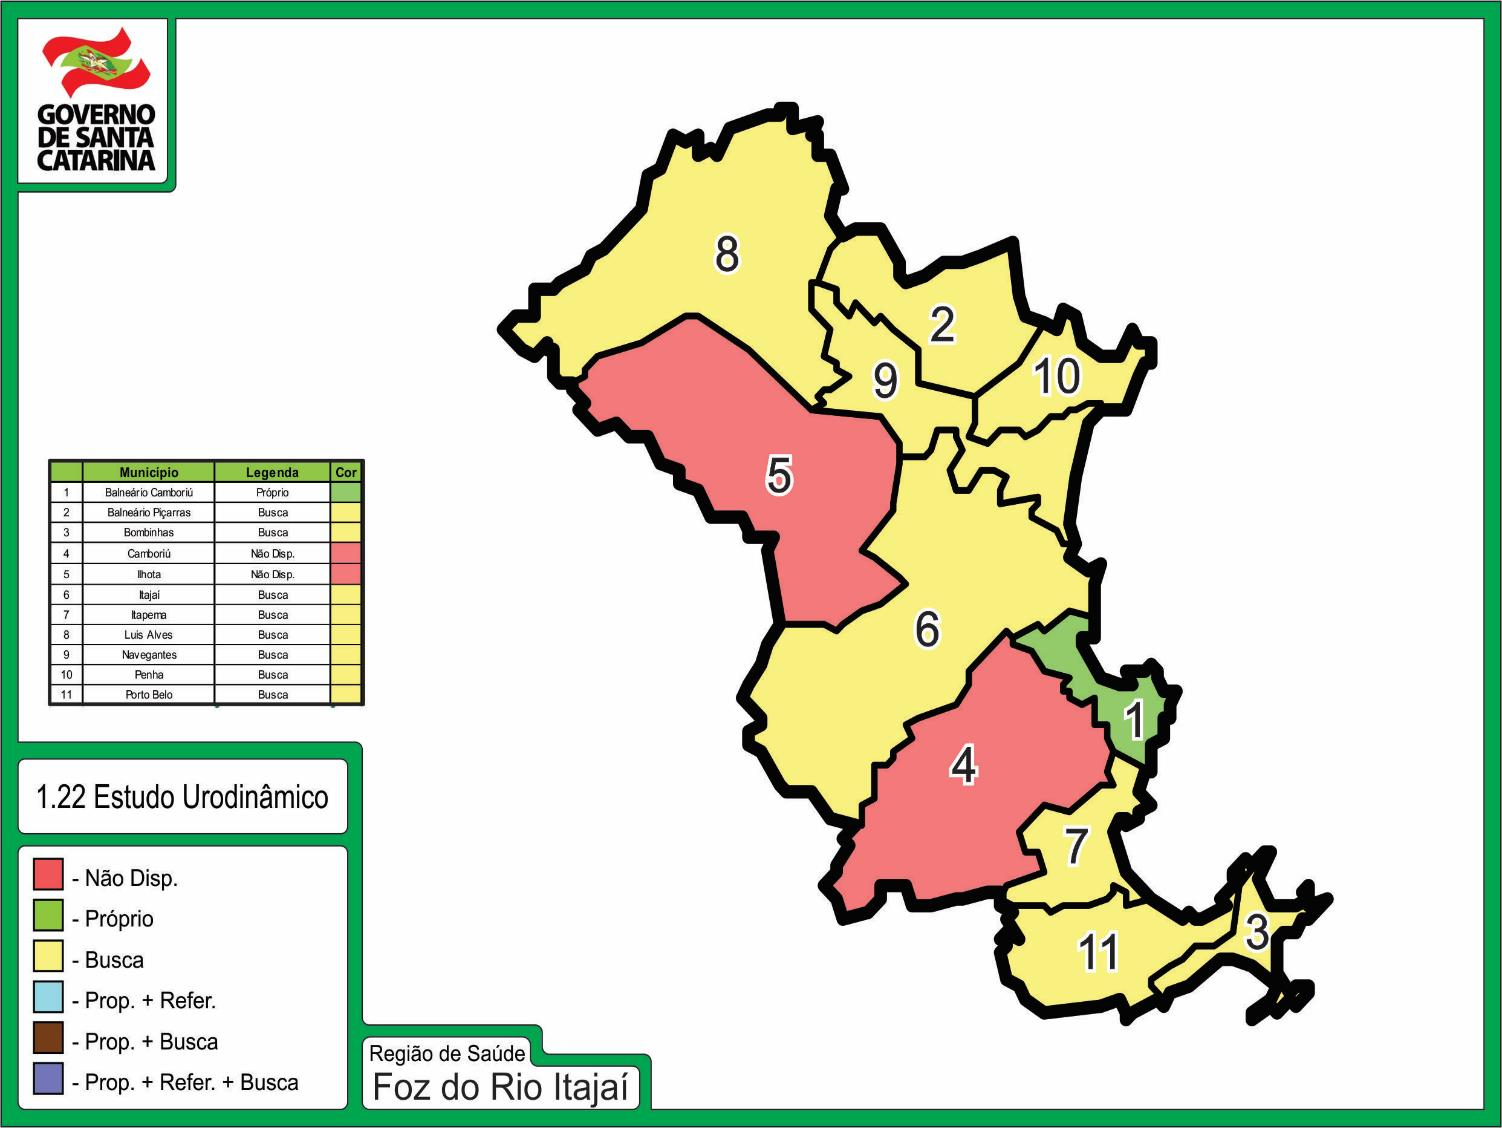 GOVERNO
DE SANTA
CATARINA
8
2
10
9
5
6
1
4
7
3
11
Município Legenda Cor
1 Balneário Camboriú Próprio
2 Balneário Piçarras Busca
3 Bombinhas Busca
4 Camboriú Não Disp.
5 Ilhota Não Disp.
6 Itajaí Busca
7 Itapema Busca
8 Luis Alves Busca
9 Navegantes Busca
10 Penha Busca
11 Porto Belo Busca
1.22 Estudo Urodinâmico
- Não Disp.
- Próprio
- Busca
- Prop. + Refer.
- Prop. + Busca
- Prop. + Refer. + Busca
Região de Saúde
Foz do Rio Itajaí